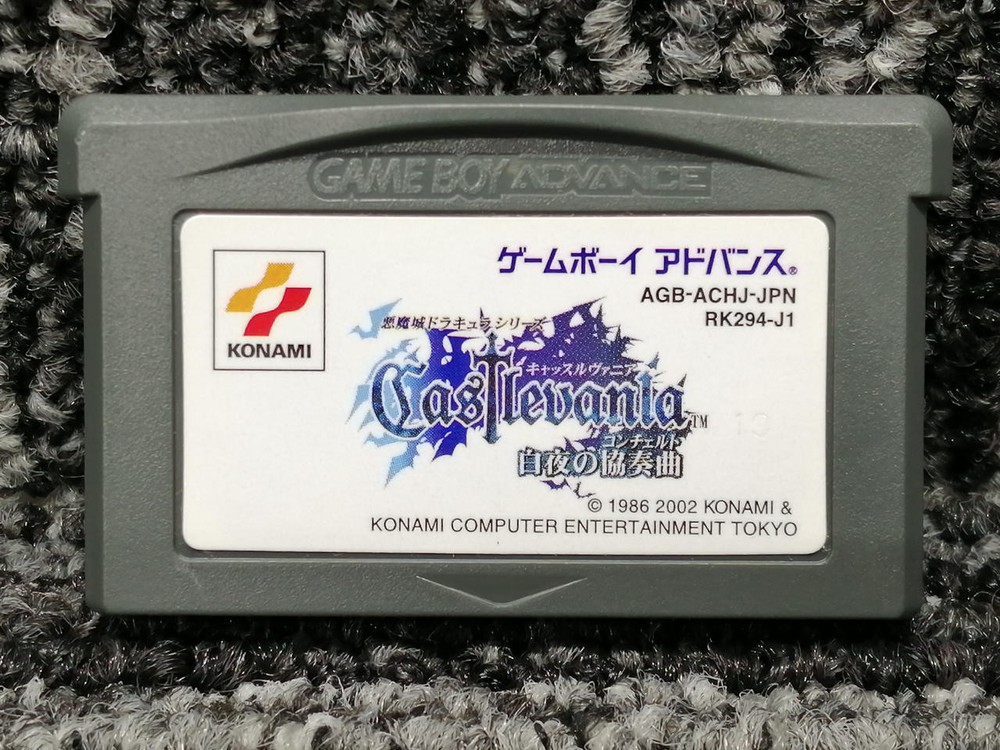 GAME BOY ADVANCE
ゲームボーイ アドバンス®
AGB-ACHJ-JPN
RK294-J1
KONAMI
悪魔城ドラキュラシリーズ
キャッスルヴァニア
Castlevania™
コンチェルト
白夜の協奏曲
© 1986 2002 KONAMI &
KONAMI COMPUTER ENTERTAINMENT TOKYO